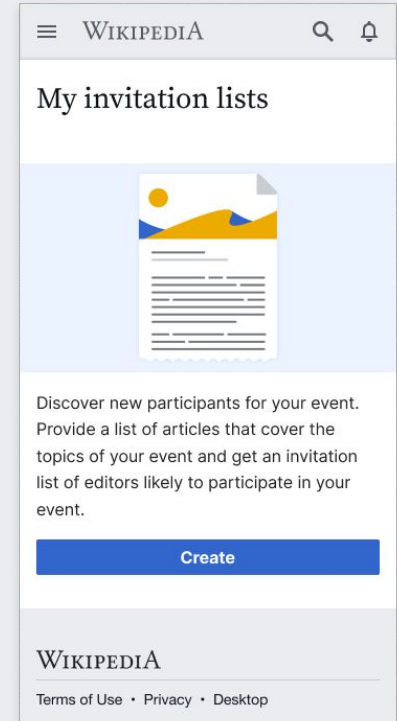 WIKIPEDIA
My invitation lists
Discover new participants for your event.
Provide a list of articles that cover the
topics of your event and get an invitation
list of editors likely to participate in your
event.
Create
WIKIPEDIA
Terms of Use • Privacy • Desktop